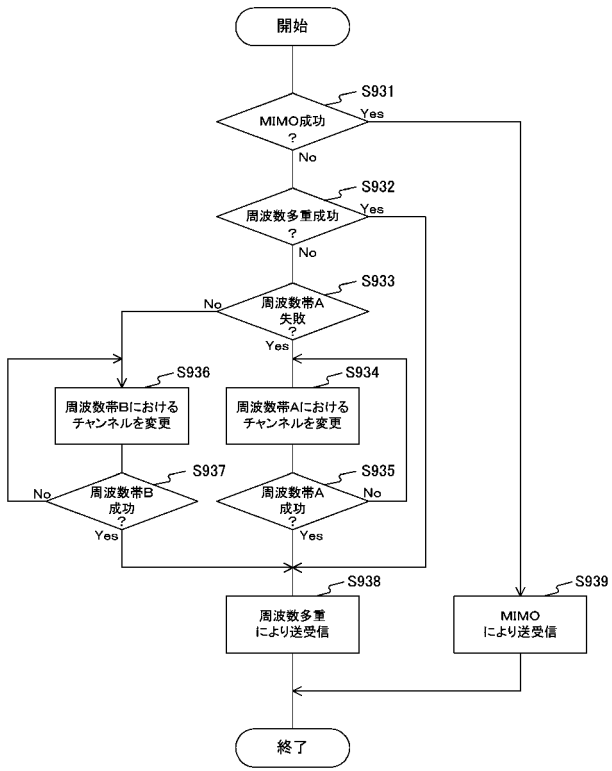 開始
S931
MIMO成功
?
Yes
No
S932
周波数多重成功
?
Yes
No
S933
周波数帯A
失敗
?
No
Yes
S936
周波数帯Bにおける
チャンネルを変更
S934
周波数帯Aにおける
チャンネルを変更
S937
周波数帯B
成功
?
No
Yes
S935
周波数帯A
成功
?
No
Yes
S938
周波数多重
により送受信
S939
MIMO
により送受信
終了